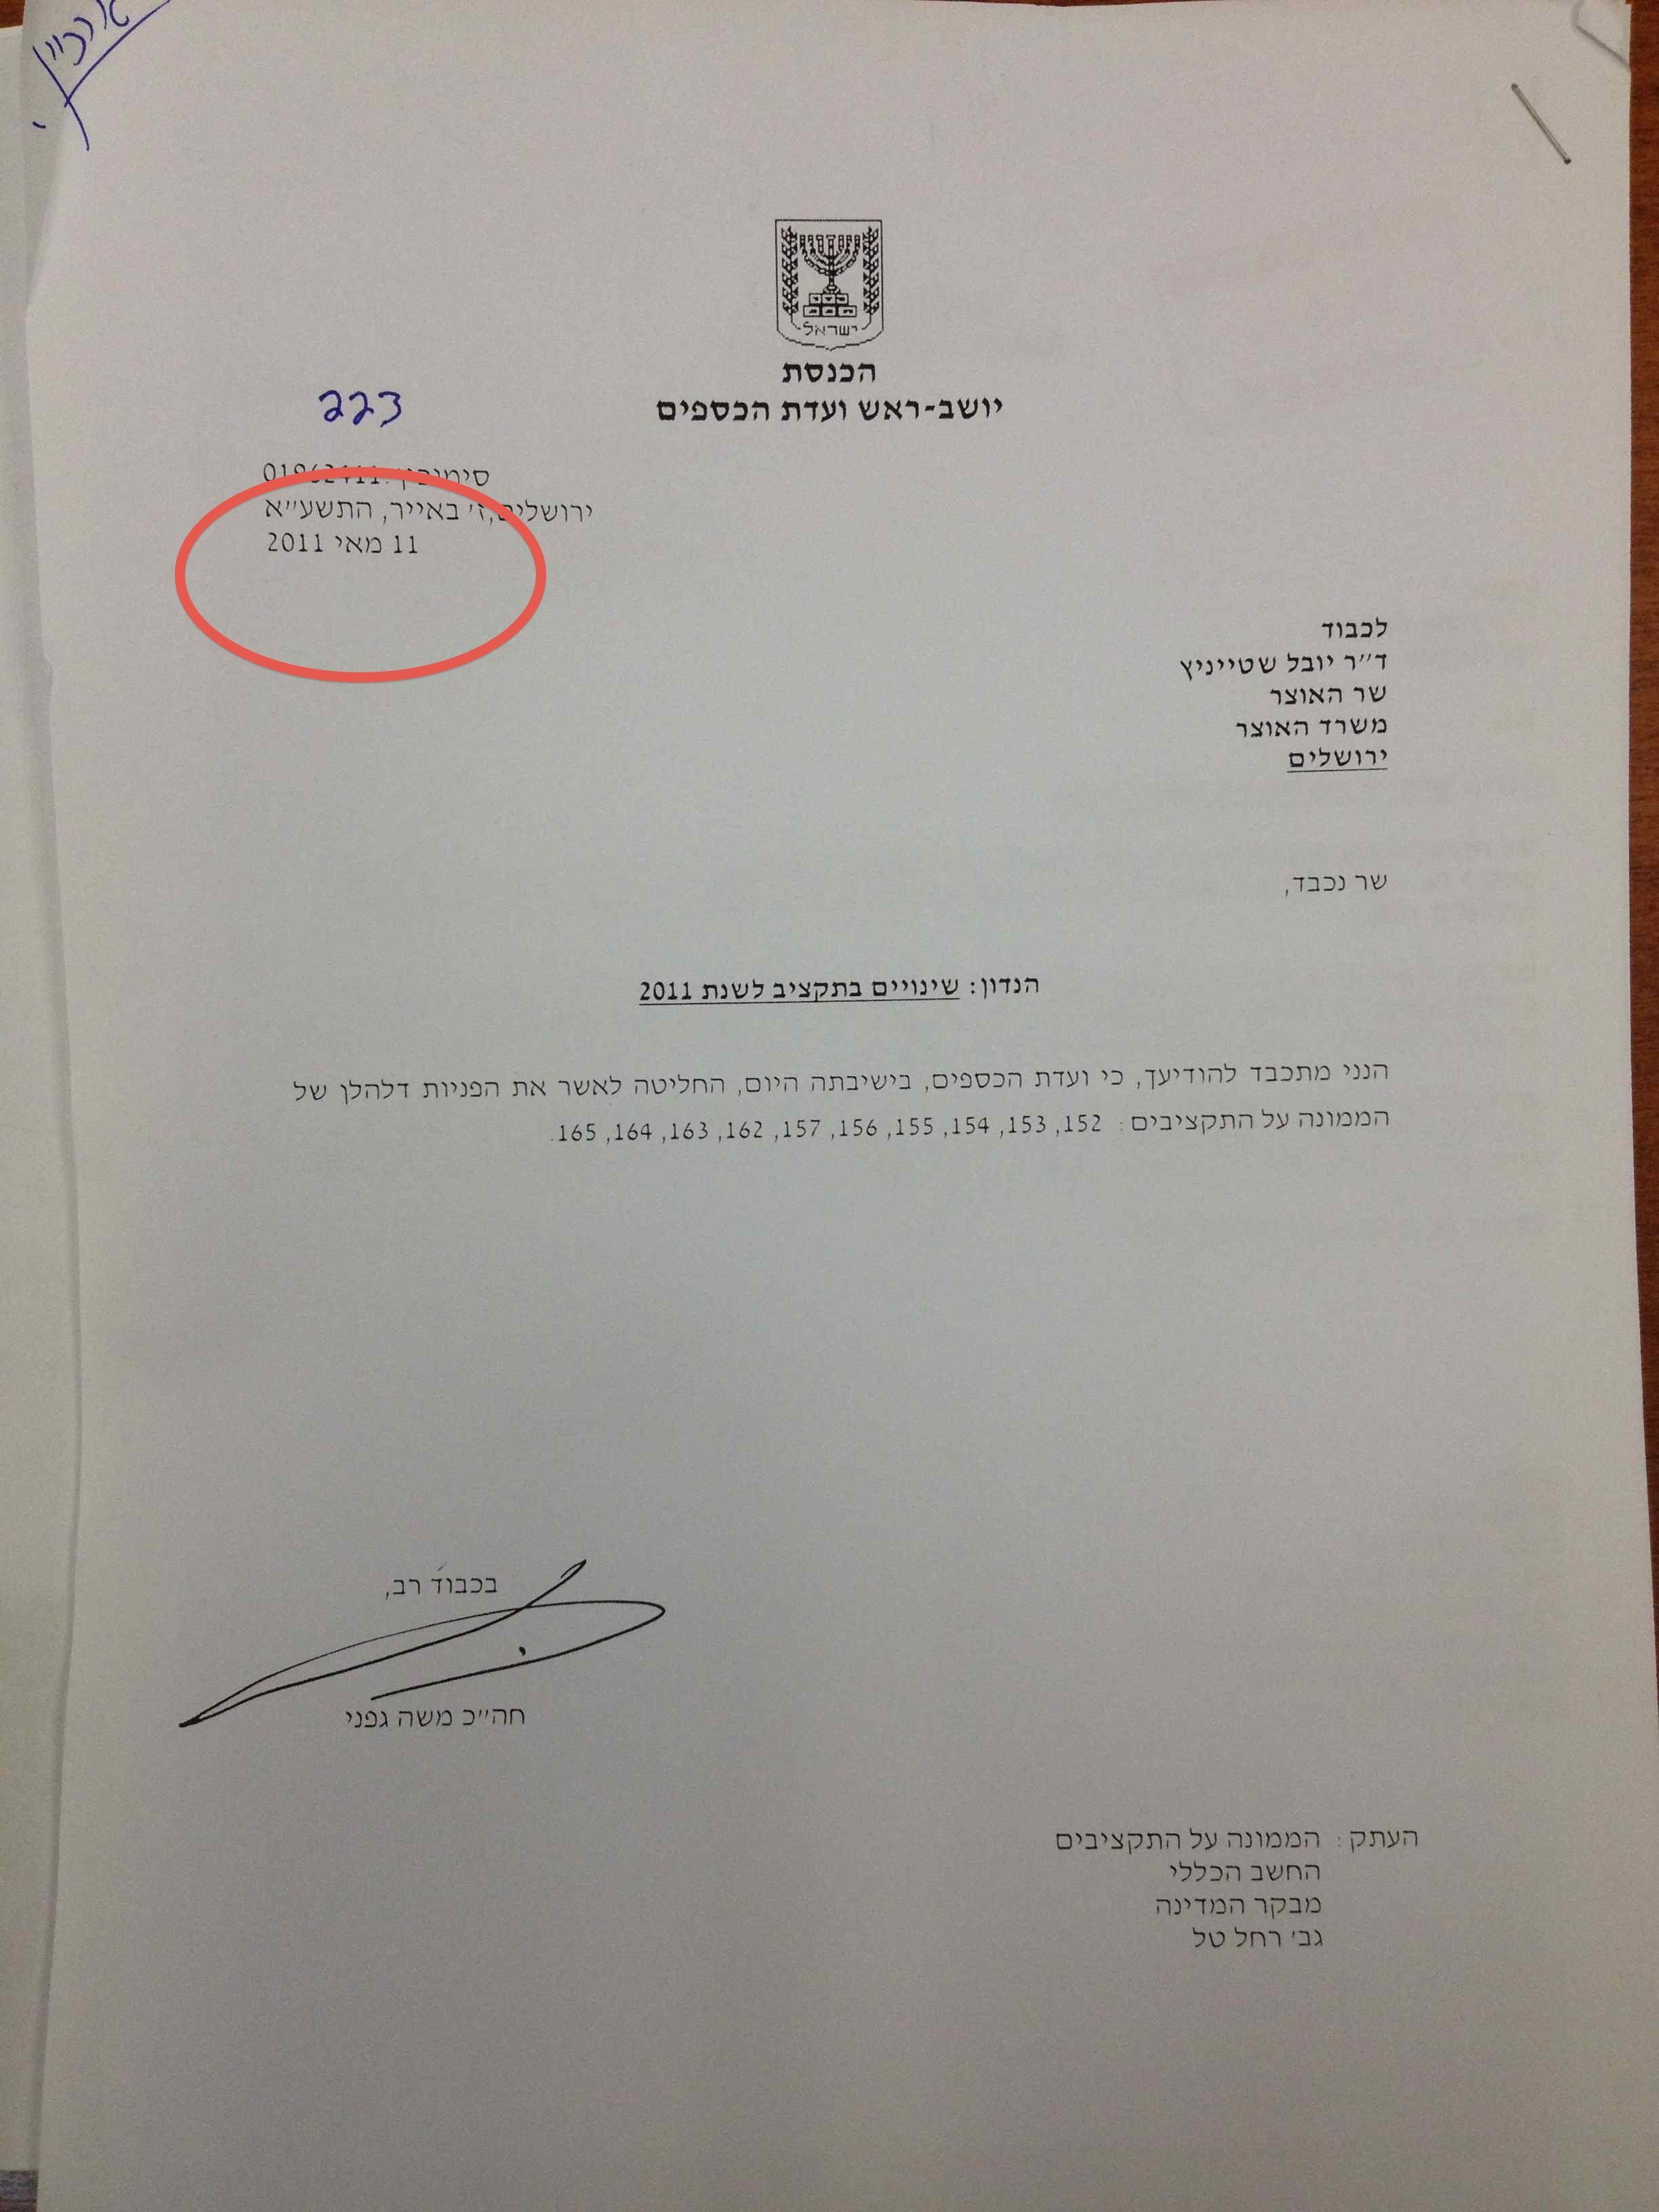 ארכיון
ישראל
הכנסת
יושב-ראש ועדת הכספים
223
סימוכין:
ירושלים, ז' באייר, התשע"א
11 מאי 2011
לכבוד
ד"ר יובל שטייניץ
שר האוצר
משרד האוצר
ירושלים
שר נכבד,
הנדון: שינויים בתקציב לשנת 2011
הנני מתכבד להודיעך, כי ועדת הכספים, בישיבתה היום, החליטה לאשר את הפניות דלהלן של
הממונה על התקציבים: 152, 153, 154, 155, 156, 157, 162, 163, 164, 165.
בכבוד רב,
חה"כ משה גפני
העתק: הממונה על התקציבים
החשב הכללי
מבקר המדינה
גב' רחל טל